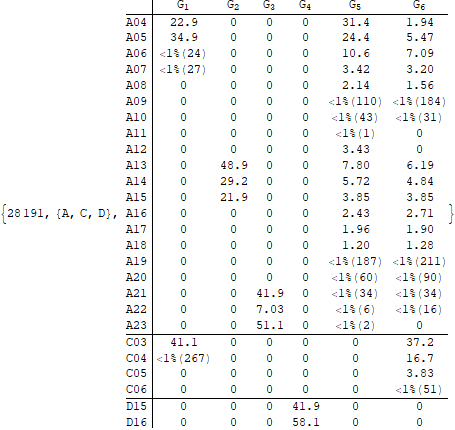 G1 G2 G3 G4 G5 G6
A04 22.9 0 0 0 31.4 1.94
A05 34.9 0 0 0 24.4 5.47
A06 <1%(24) 0 0 0 10.6 7.09
A07 <1%(27) 0 0 0 3.42 3.20
A08 0 0 0 0 2.14 1.56
A09 0 0 0 0 <1%(110) <1%(184)
A10 0 0 0 0 <1%(43) <1%(31)
A11 0 0 0 0 <1%(1) 0
A12 0 0 0 0 3.43 0
A13 0 48.9 0 0 7.80 6.19
A14 0 29.2 0 0 5.72 4.84
A15 0 21.9 0 0 3.85 3.85
{28191, {A, C, D}, A16 0 0 0 0 2.43 2.71 }
A17 0 0 0 0 1.96 1.90
A18 0 0 0 0 1.20 1.28
A19 0 0 0 0 <1%(187) <1%(211)
A20 0 0 0 0 <1%(60) <1%(90)
A21 0 0 41.9 0 <1%(34) <1%(34)
A22 0 0 7.03 0 <1%(6) <1%(16)
A23 0 0 51.1 0 <1%(2) 0
C03 41.1 0 0 0 0 37.2
C04 <1%(267) 0 0 0 0 16.7
C05 0 0 0 0 0 3.83
C06 0 0 0 0 0 <1%(51)
D15 0 0 0 41.9 0 0
D16 0 0 0 58.1 0 0